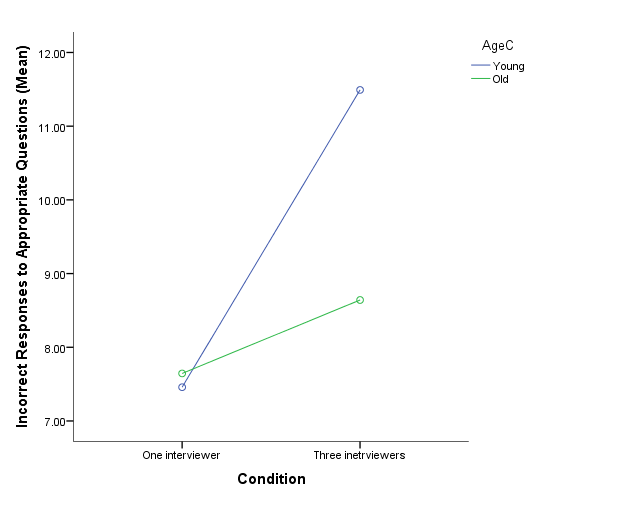 AgeC
Young
Old
Incorrect Responses to Appropriate Questions (Mean)
12.00
11.00
10.00
9.00
8.00
7.00
One interviewer
Three inetrviewers
Condition